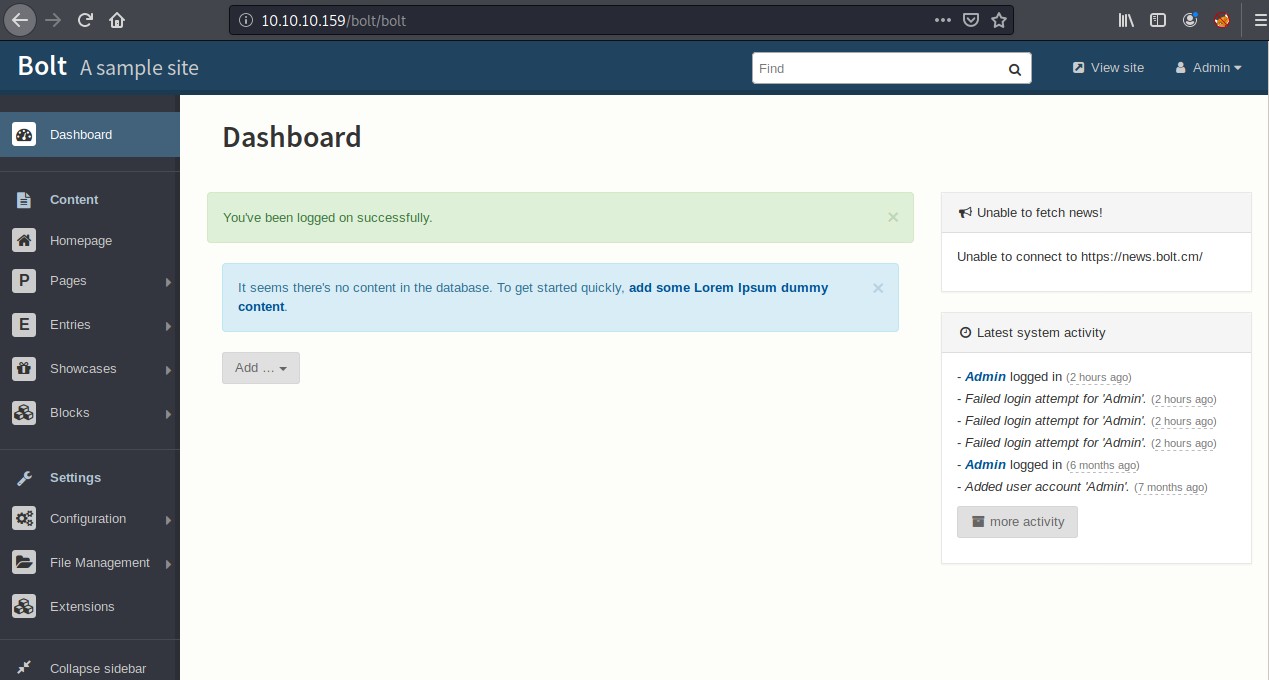 10.10.10.159/bolt/bolt
Bolt A sample site
Find
View site
Admin
Dashboard
Content
Homepage
P Pages
E Entries
Showcases
Blocks
Settings
Configuration
File Management
Extensions
Collapse sidebar
Dashboard
You've been logged on successfully.
×
It seems there's no content in the database. To get started quickly, add some Lorem Ipsum dummy
content.
×
Add ...
Unable to fetch news!
Unable to connect to https://news.bolt.cm/
Latest system activity
- Admin logged in (2 hours ago)
- Failed login attempt for 'Admin'. (2 hours ago)
- Failed login attempt for 'Admin'. (2 hours ago)
- Failed login attempt for 'Admin'. (2 hours ago)
- Admin logged in (6 months ago)
- Added user account 'Admin'. (7 months ago)
more activity